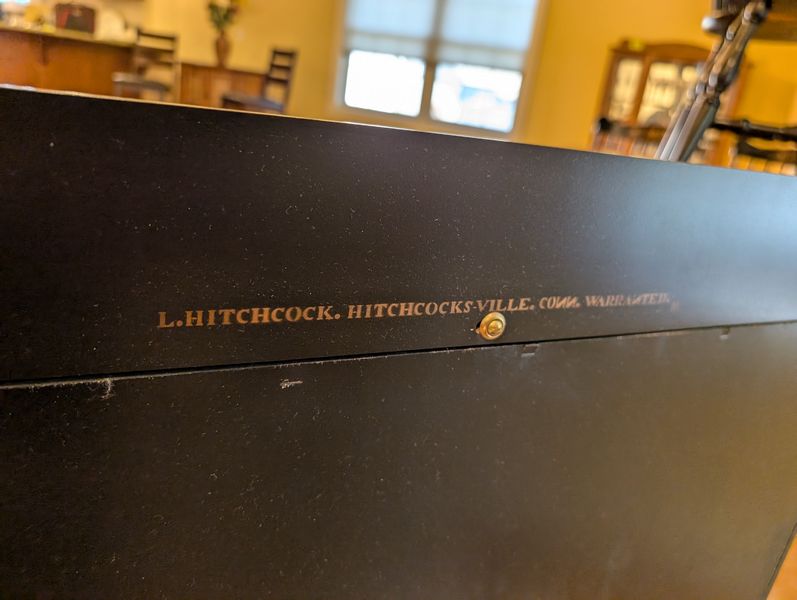 L.HITCHCOCK. HITCHCOCKS-VILLE. CONN. WARRANTED.